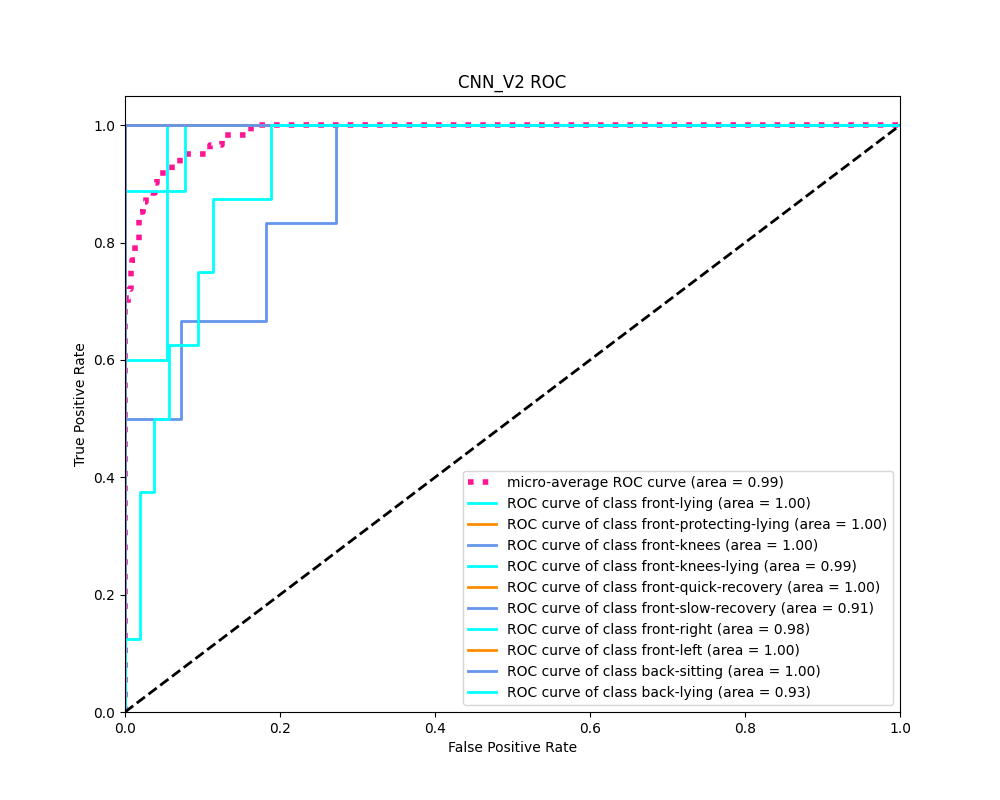 CNN_V2 ROC
True Positive Rate
1.0
0.8
0.6
0.4
0.2
0.0
micro-average ROC curve (area = 0.99)
ROC curve of class front-lying (area = 1.00)
ROC curve of class front-protecting-lying (area = 1.00)
ROC curve of class front-knees (area = 1.00)
ROC curve of class front-knees-lying (area = 0.99)
ROC curve of class front-quick-recovery (area = 1.00)
ROC curve of class front-slow-recovery (area = 0.91)
ROC curve of class front-right (area = 0.98)
ROC curve of class front-left (area = 1.00)
ROC curve of class back-sitting (area = 1.00)
ROC curve of class back-lying (area = 0.93)
0.0 0.2 0.4 0.6 0.8 1.0
False Positive Rate